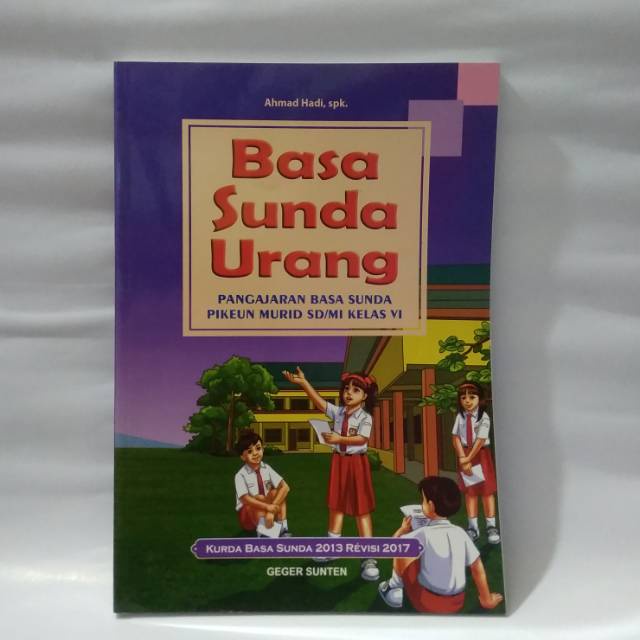 Ahmad Hadi, spk.
Basa
Sunda
Urang
PANGAJARAN BASA SUNDA
PIKEUN MURID SD/MI KELAS VI
KURDA BASA SUNDA 2013 RÉVISI 2017
GEGER SUNTEN